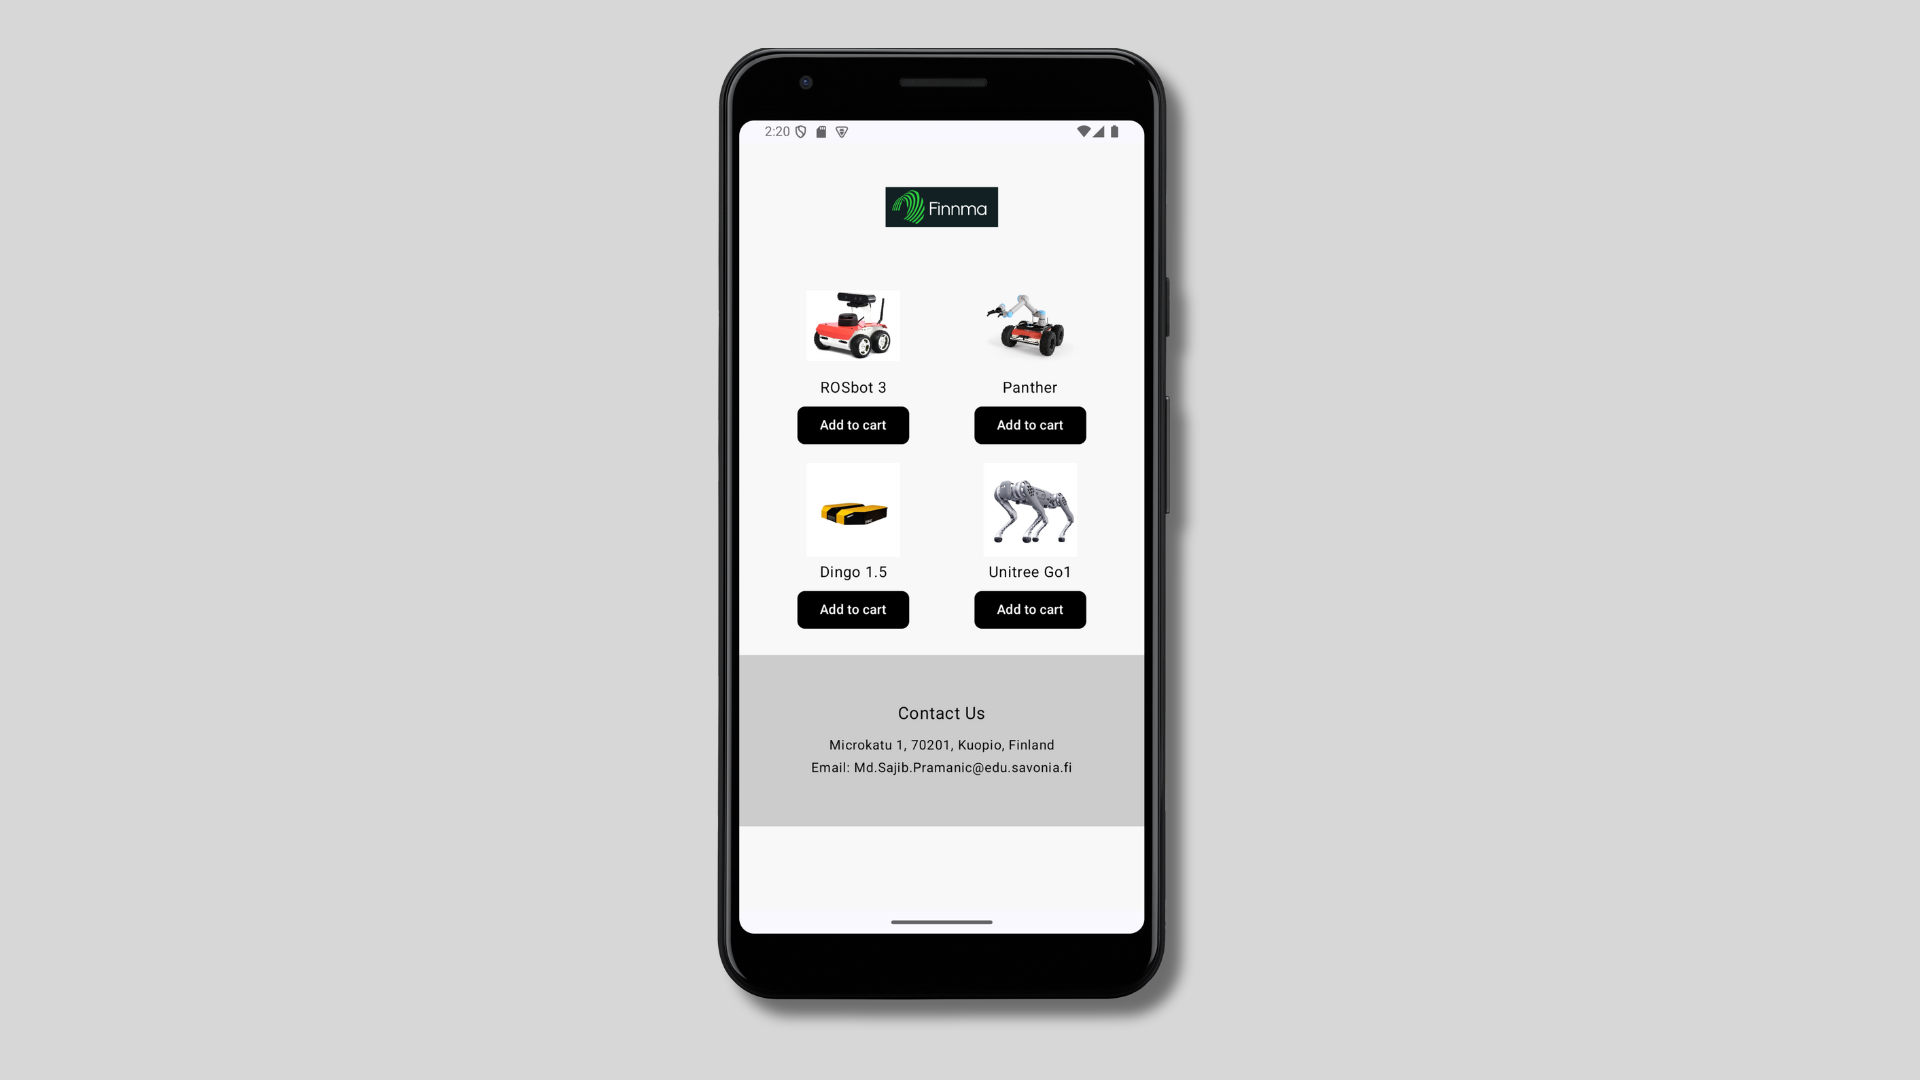 2:20
Finnma
ROSbot 3
Panther
Add to cart
Add to cart
Dingo 1.5
Unitree Go1
Add to cart
Add to cart
Contact Us
Microkatu 1, 70201, Kuopio, Finland
Email: Md.Sajib.Pramanic@edu.savonia.fi